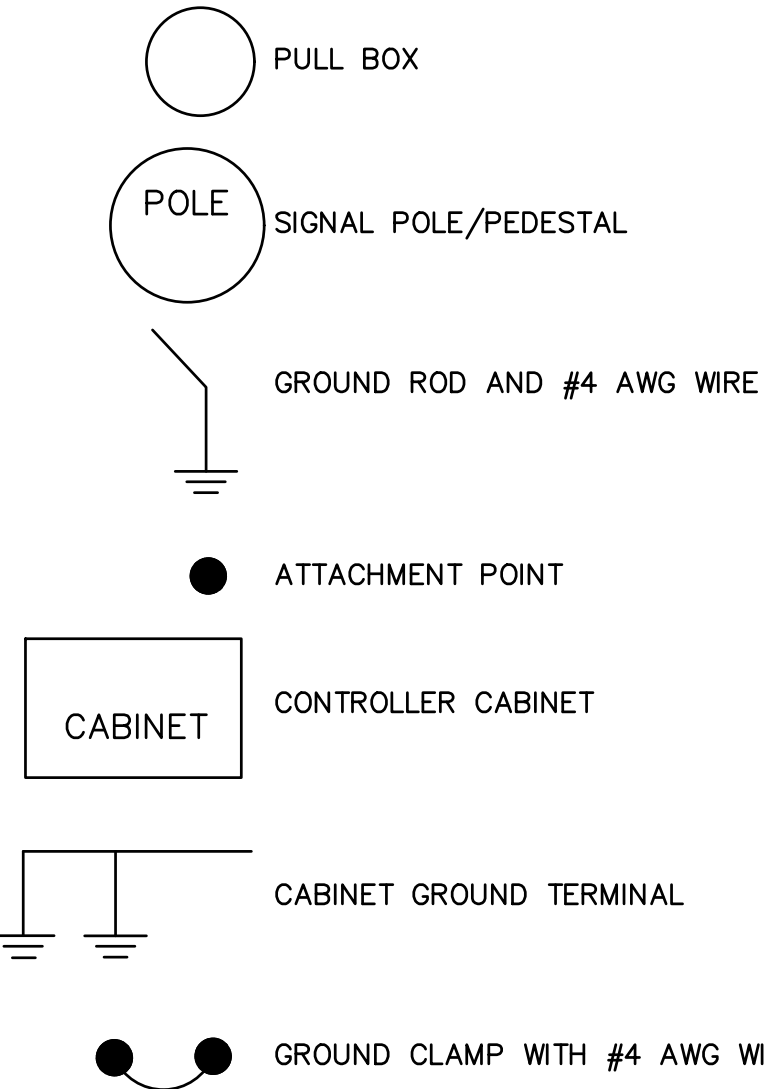 PULL BOX
POLE
SIGNAL POLE/PEDESTAL
GROUND ROD AND #4 AWG WIRE
ATTACHMENT POINT
CONTROLLER CABINET
CABINET
CABINET GROUND TERMINAL
GROUND CLAMP WITH #4 AWG WI